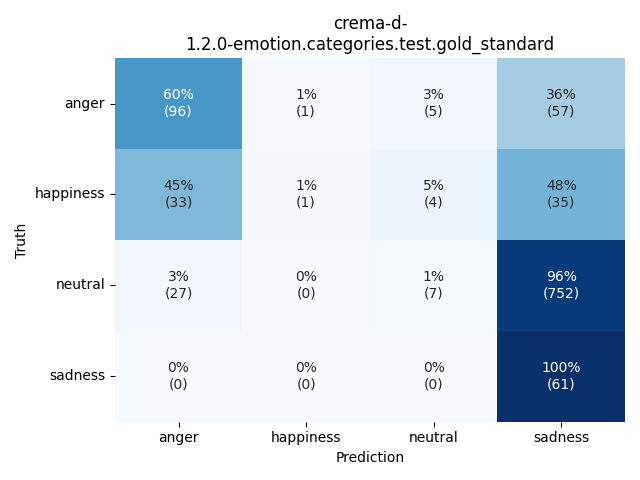 crema-d-
1.2.0-emotion.categories.test.gold_standard
Truth
anger
60%
(96)
1%
(1)
3%
(5)
36%
(57)
happiness
45%
(33)
1%
(1)
5%
(4)
48%
(35)
neutral
3%
(27)
0%
(0)
1%
(7)
96%
(752)
sadness
0%
(0)
0%
(0)
0%
(0)
100%
(61)
anger
happiness
neutral
sadness
Prediction